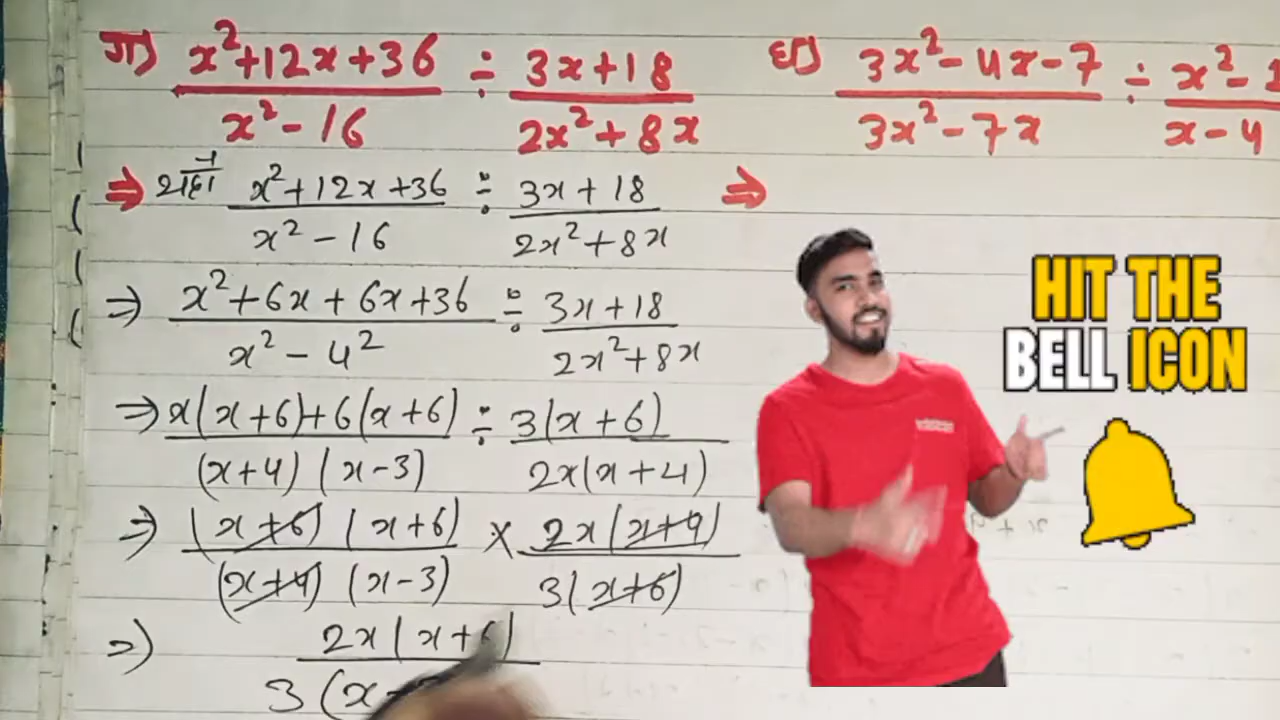 ग) x²+12x+36 / x²-16 ÷ 3x+18 / 2x²+8x
⇒ x²+12x+36 / x²-16 ÷ 3x+18 / 2x²+8x
⇒ x²+6x+6x+36 / x²-4² ÷ 3x+18 / 2x²+8x
⇒ x(x+6)+6(x+6) / (x+4)(x-3) ÷ 3(x+6) / 2x(x+4)
⇒ (x+6)(x+6) / (x+4)(x-3) × 2x(x+4) / 3(x+6)
⇒ 2x(x+6) / 3(x
घ) 3x²-4x-7 / 3x²-7x ÷ x²-1 / x-4
⇒
HIT THE
BELL ICON